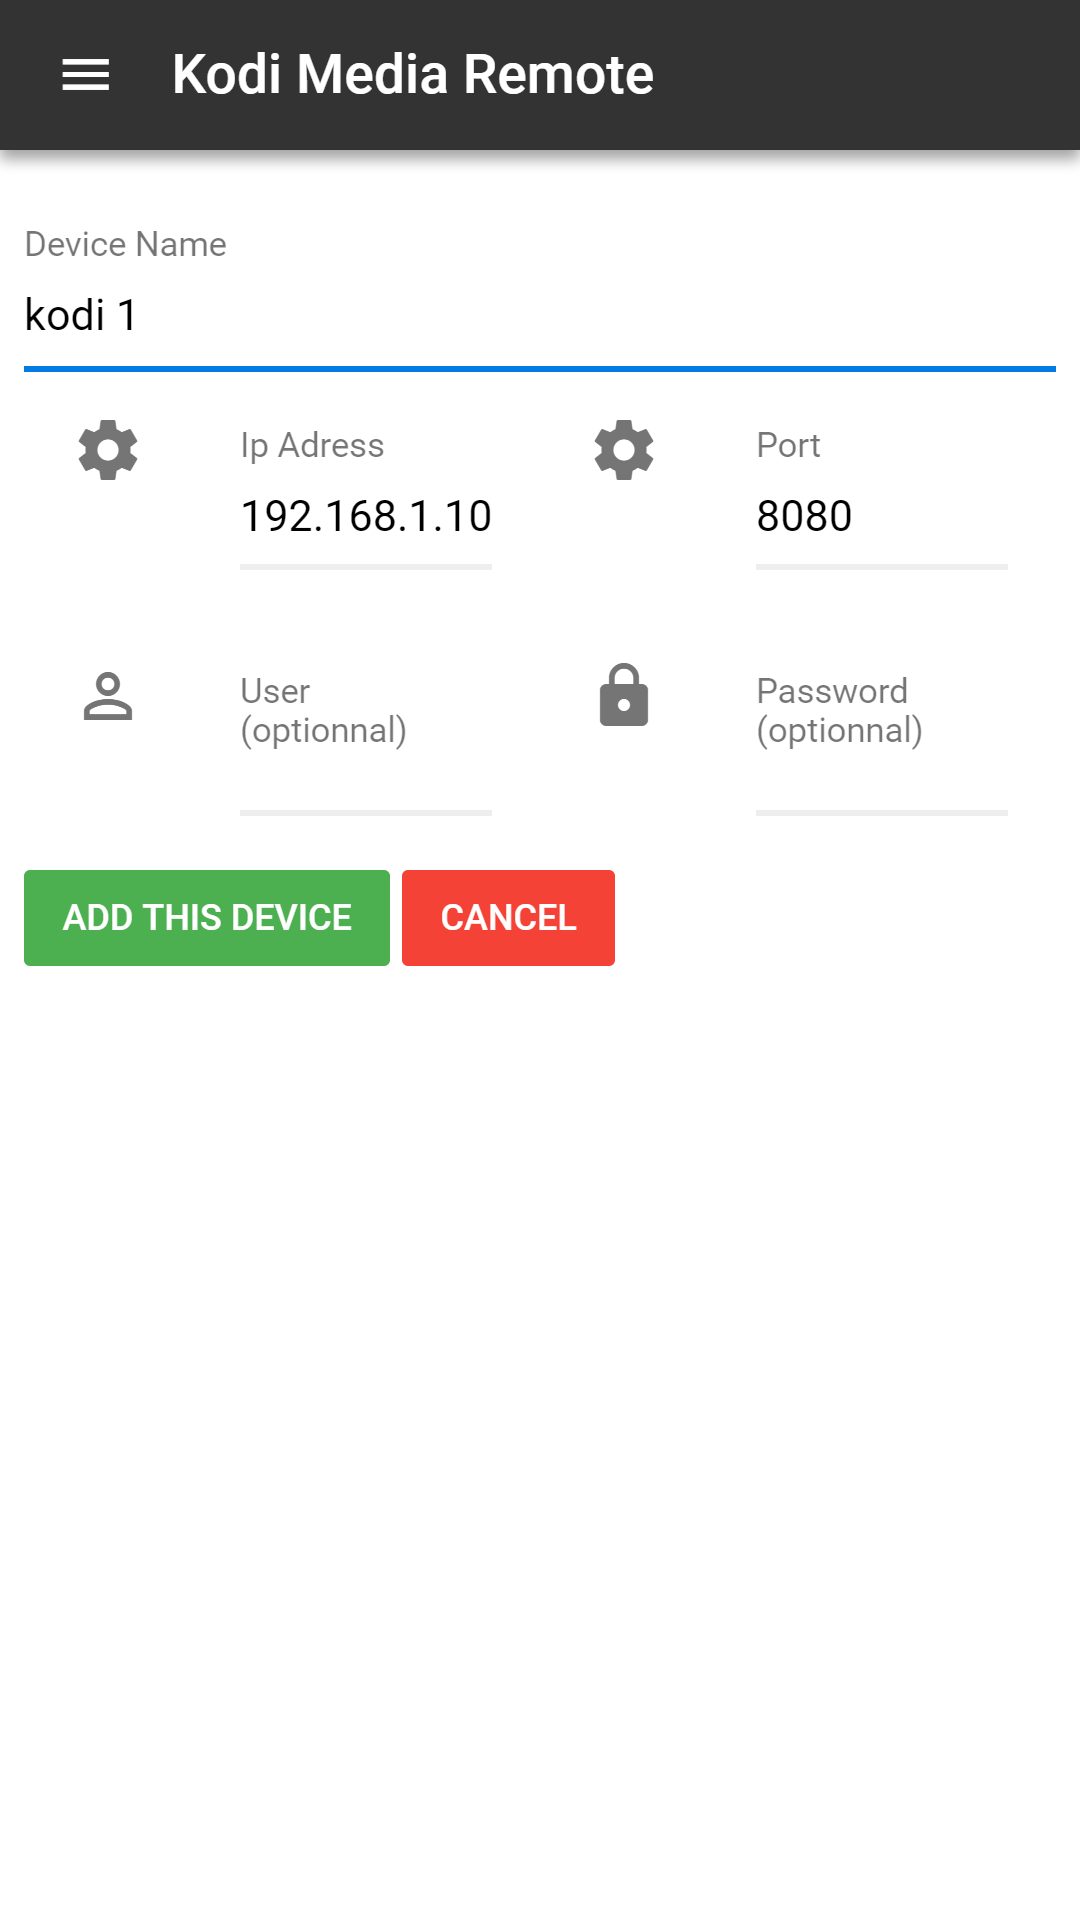 Kodi Media Remote
Device Name
kodi 1
Ip Adress
Port
192.168.1.10
8080
User
(optionnal)
Password
(optionnal)
ADD THIS DEVICE
CANCEL